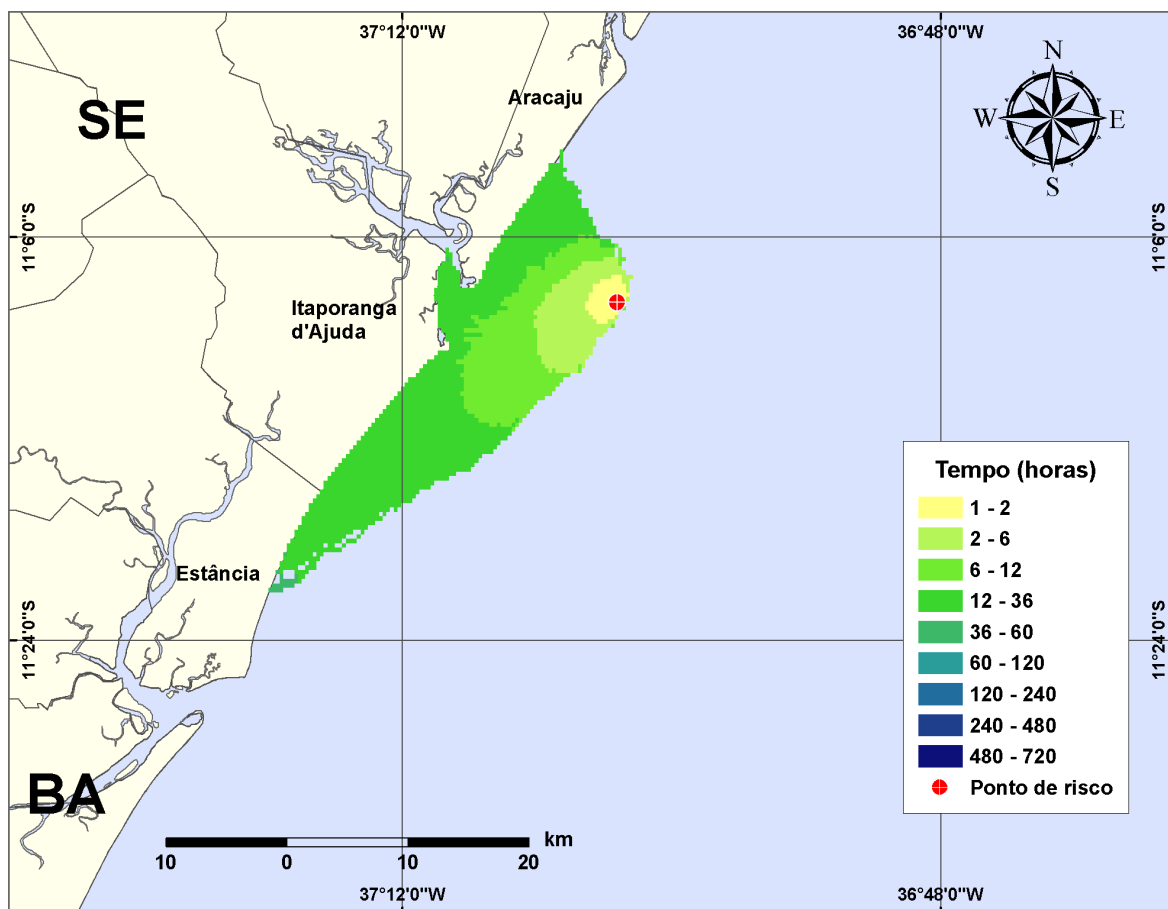 37°12'0"W
36°48'0"W
N
W
E
S
SE
Aracaju
11°6'0"S
11°6'0"S
Itaporanga
d'Ajuda
Estância
11°24'0"S
11°24'0"S
BA
Tempo (horas)
1 - 2
2 - 6
6 - 12
12 - 36
36 - 60
60 - 120
120 - 240
240 - 480
480 - 720
Ponto de risco
km
10 0 10 20
37°12'0"W
36°48'0"W